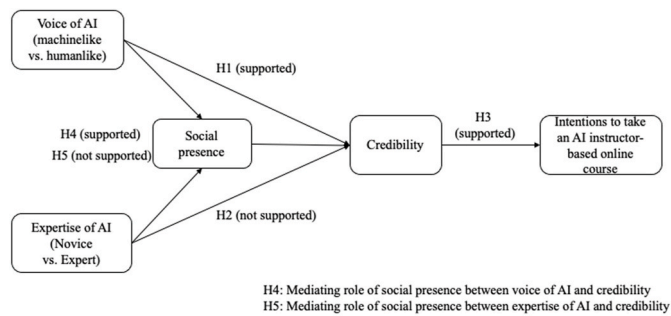 Voice of AI
(machinelike
vs. humanlike)
H1 (supported)
H4 (supported)
H5 (not supported)
Social
presence
Credibility
H3
(supported)
Intentions to take
an AI instructor-
based online
course
H2 (not supported)
Expertise of AI
(Novice
vs. Expert)
H4: Mediating role of social presence between voice of AI and credibility
H5: Mediating role of social presence between expertise of AI and credibility